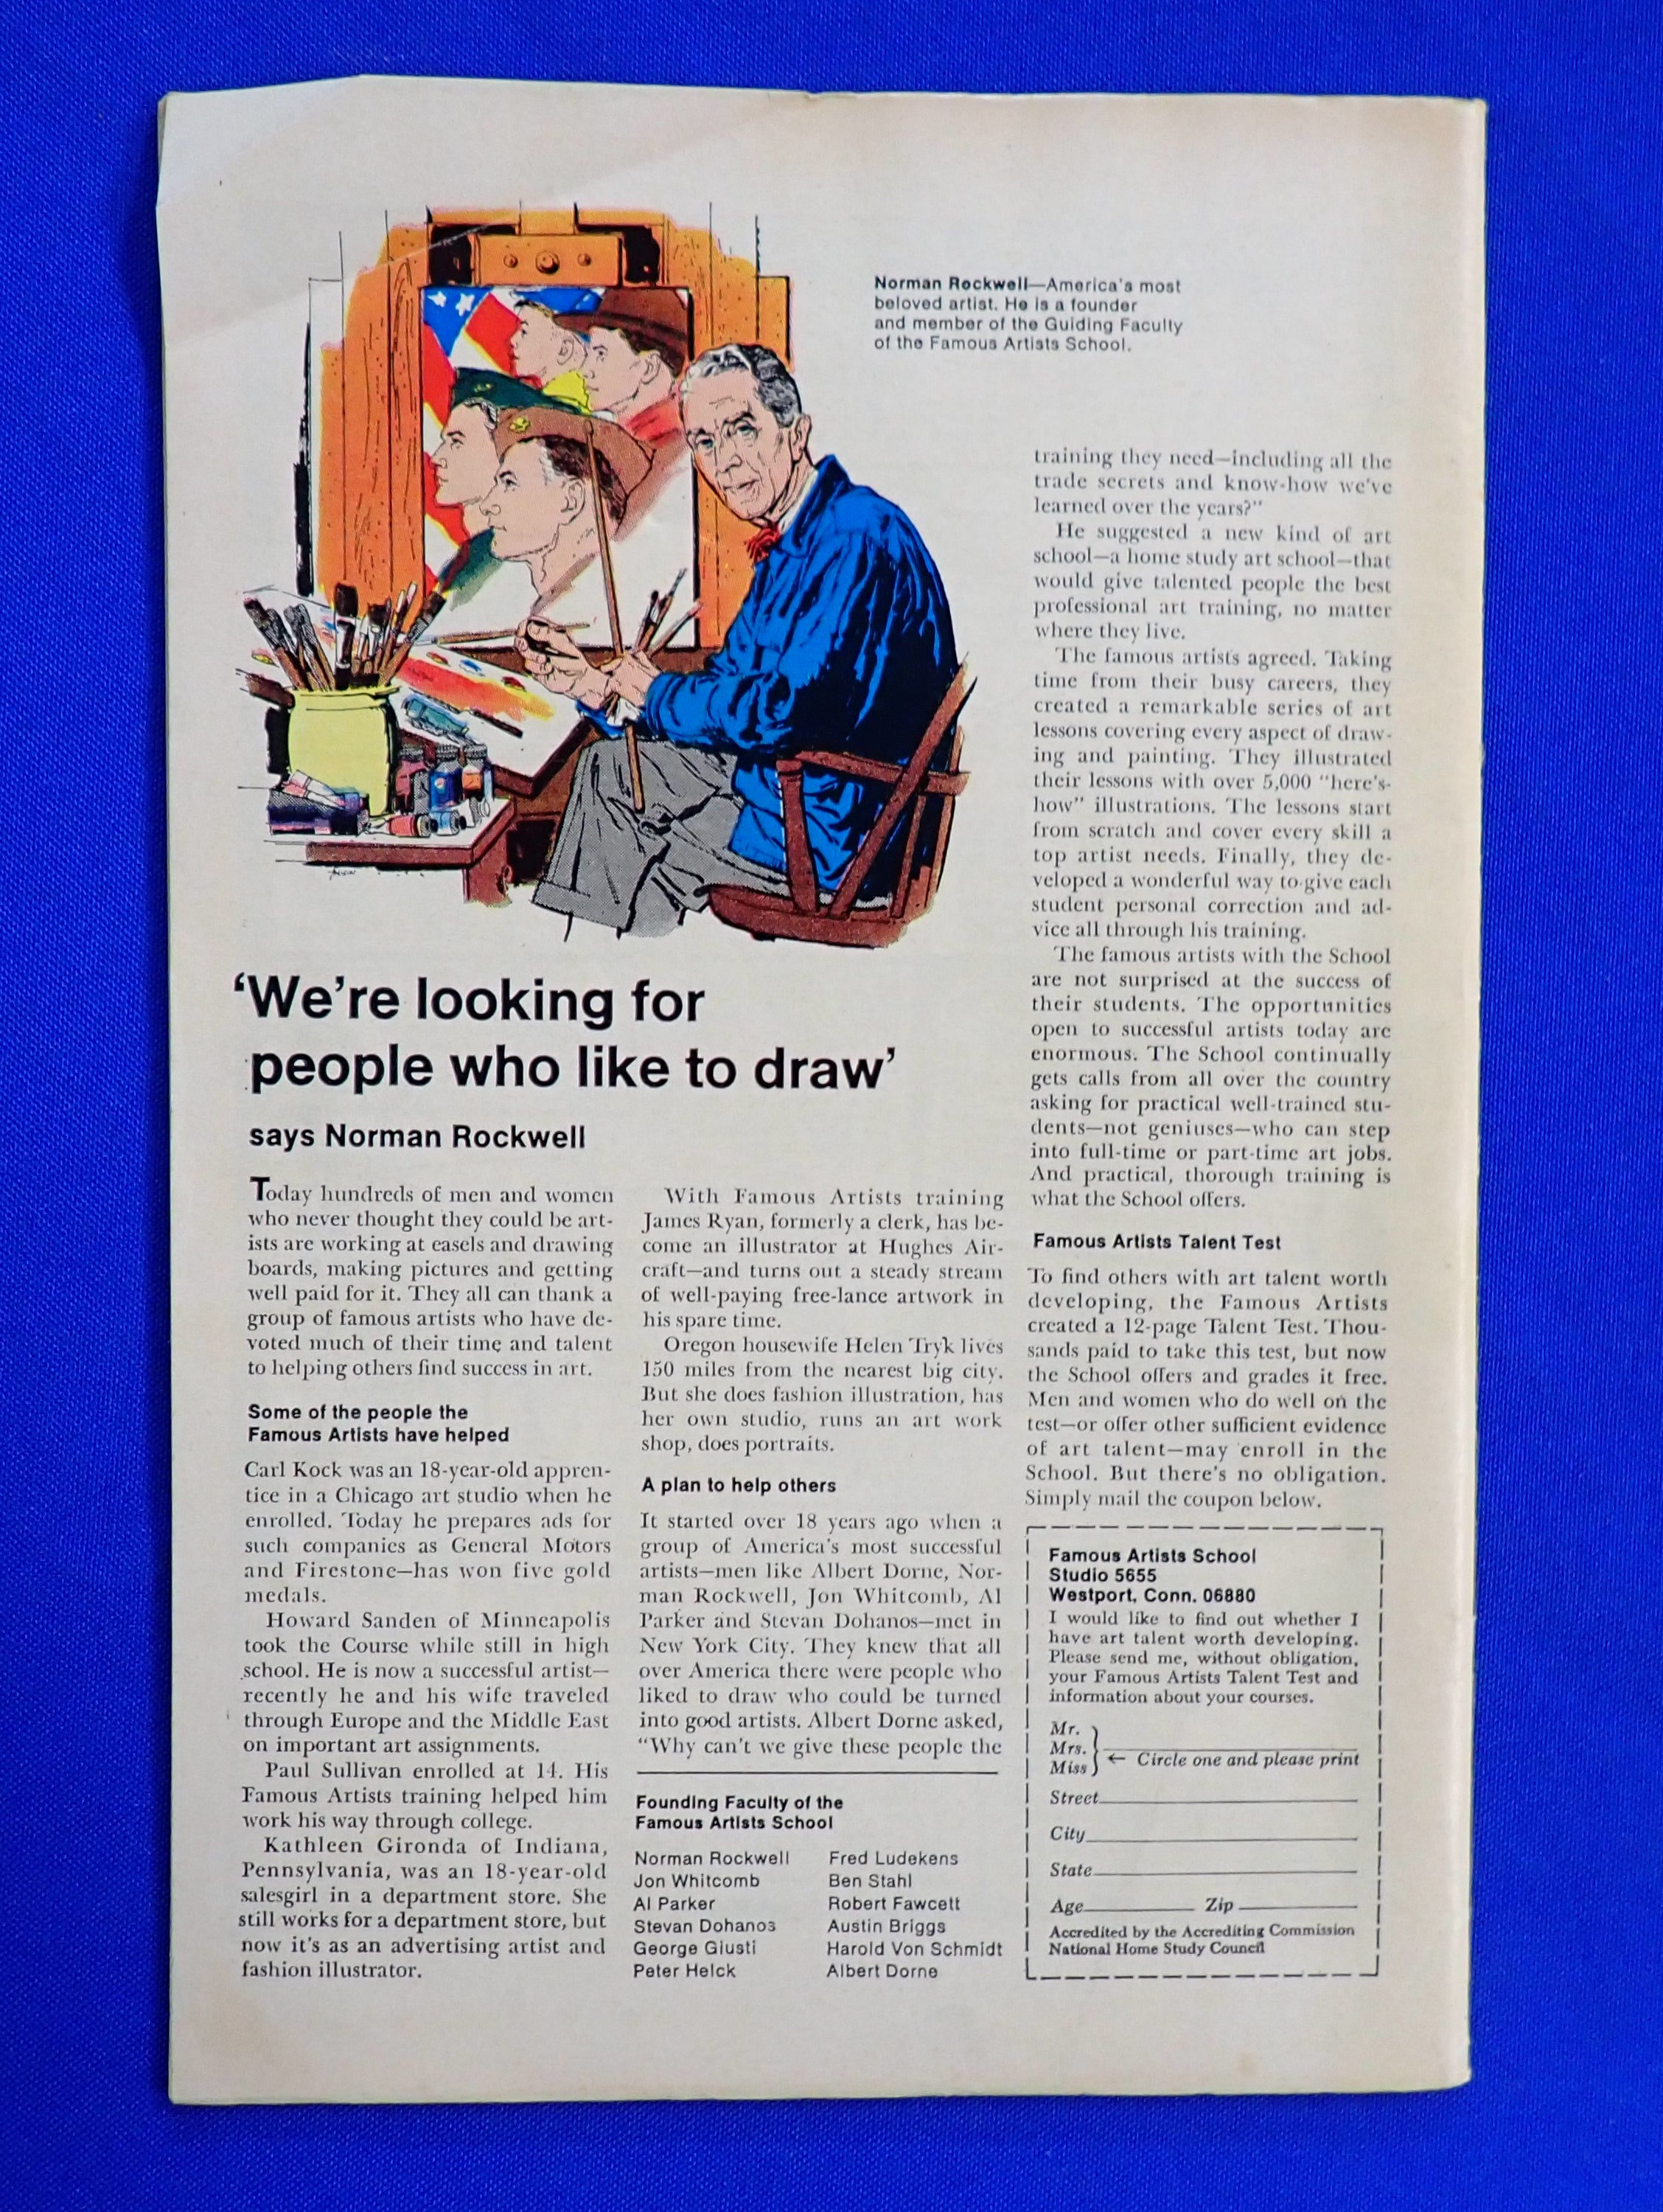 Norman Rockwell—America's most
beloved artist. He is a founder
and member of the Guiding Faculty
of the Famous Artists School.
'We're looking for
people who like to draw'
says Norman Rockwell
Today hundreds of men and women
who never thought they could be art-
ists are working at easels and drawing
boards, making pictures and getting
well paid for it. They all can thank a
group of famous artists who have de-
voted much of their time and talent
to helping others find success in art.
Some of the people the
Famous Artists have helped
Carl Kock was an 18-year-old appren-
tice in a Chicago art studio when he
enrolled. Today he prepares ads for
such companies as General Motors
and Firestone—has won five gold
medals.
Howard Sanden of Minneapolis
took the Course while still in high
school. He is now a successful artist—
recently he and his wife traveled
through Europe and the Middle East
on important art assignments.
Paul Sullivan enrolled at 14. His
Famous Artists training helped him
work his way through college.
Kathleen Gironda of Indiana,
Pennsylvania, was an 18-year-old
salesgirl in a department store. She
still works for a department store, but
now it's as an advertising artist and
fashion illustrator.
With Famous Artists training
James Ryan, formerly a clerk, has be-
come an illustrator at Hughes Air-
craft—and turns out a steady stream
of well-paying free-lance artwork in
his spare time.
Oregon housewife Helen Tryk lives
150 miles from the nearest big city.
But she does fashion illustration, has
her own studio, runs an art work
shop, does portraits.
A plan to help others
It started over 18 years ago when a
group of America's most successful
artists—men like Albert Dorne, Nor-
man Rockwell, Jon Whitcomb, Al
Parker and Stevan Dohanos—met in
New York City. They knew that all
over America there were people who
liked to draw who could be turned
into good artists. Albert Dorne asked,
"Why can't we give these people the
training they need—including all the
trade secrets and know-how we've
learned over the years?"
He suggested a new kind of art
school—a home study art school—that
would give talented people the best
professional art training, no matter
where they live.
The famous artists agreed. Taking
time from their busy careers, they
created a remarkable series of art
lessons covering every aspect of draw-
ing and painting. They illustrated
their lessons with over 5,000 "here's-
how" illustrations. The lessons start
from scratch and cover every skill a
top artist needs. Finally, they de-
veloped a wonderful way to give each
student personal correction and ad-
vice all through his training.
The famous artists with the School
are not surprised at the success of
their students. The opportunities
open to successful artists today are
enormous. The School continually
gets calls from all over the country
asking for practical well-trained stu-
dents—not geniuses—who can step
into full-time or part-time art jobs.
And practical, thorough training is
what the School offers.
Famous Artists Talent Test
To find others with art talent worth
developing, the Famous Artists
created a 12-page Talent Test. Thou-
sands paid to take this test, but now
the School offers and grades it free.
Men and women who do well on the
test—or offer other sufficient evidence
of art talent—may enroll in the
School. But there's no obligation.
Simply mail the coupon below.
Founding Faculty of the
Famous Artists School
Norman Rockwell
Jon Whitcomb
Al Parker
Stevan Dohanos
George Giusti
Peter Helck
Fred Ludekens
Ben Stahl
Robert Fawcett
Austin Briggs
Harold Von Schmidt
Albert Dorne
Famous Artists School
Studio 5655
Westport, Conn. 06880
I would like to find out whether I
have art talent worth developing.
Please send me, without obligation,
your Famous Artists Talent Test and
information about your courses.
Mr.
Mrs.
Miss
← Circle one and please print
Street
City
State
Age Zip
Accredited by the Accrediting Commission
National Home Study Council